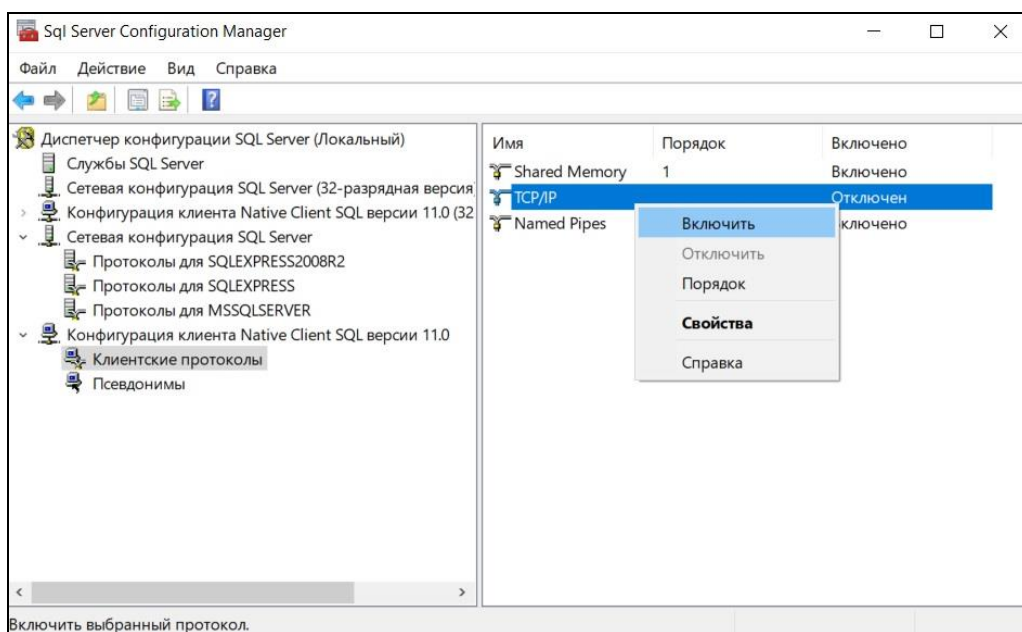 Sql Server Configuration Manager
Файл Действие Вид Справка
Диспетчер конфигурации SQL Server (Локальный)
Службы SQL Server
Сетевая конфигурация SQL Server (32-разрядная версия
Конфигурация клиента Native Client SQL версии 11.0 (32
Сетевая конфигурация SQL Server
Протоколы для SQLEXPRESS2008R2
Протоколы для SQLEXPRESS
Протоколы для MSSQLSERVER
Конфигурация клиента Native Client SQL версии 11.0
Клиентские протоколы
Псевдонимы
Имя Порядок Включено
Shared Memory 1 Включено
TCP/IP Отключен
Named Pipes ключено
Включить
Отключить
Порядок
Свойства
Справка
Включить выбранный протокол.